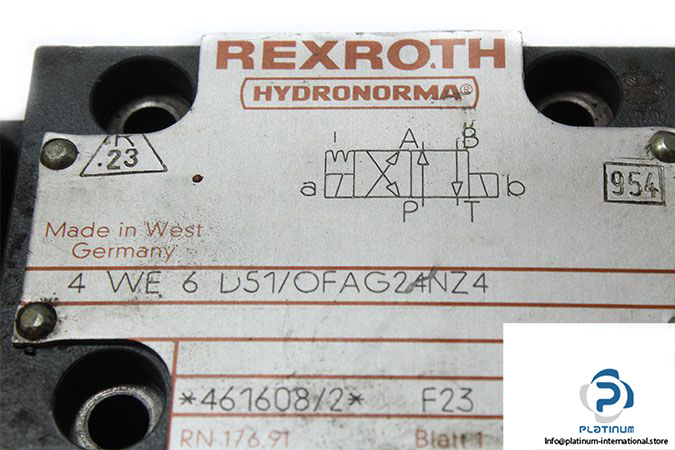 REXROTH
HYDRONORMA®
R
.23
A B
a b
P T
954
Made in West
Germany
4 WE 6 D51/OFAG24NZ4
*461608/2* F23
RN 176.91 Blatt 1
PLATINUM
Info@platinum-international.store